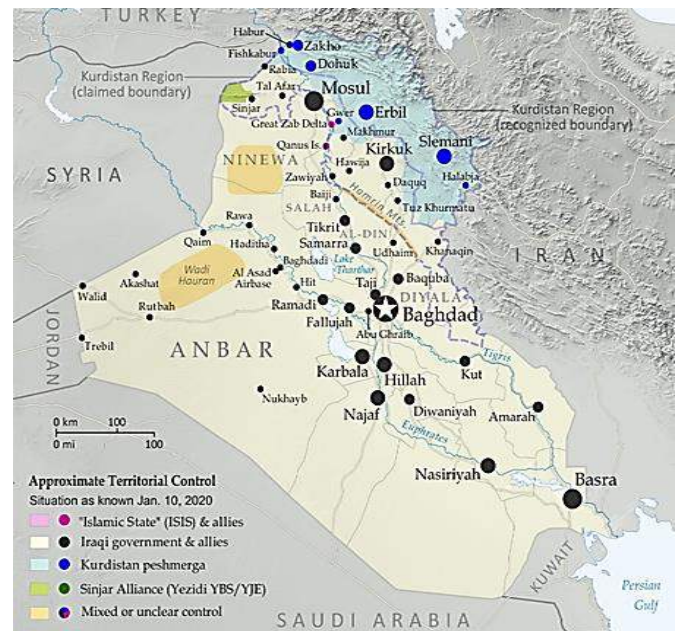 TURKEY
Habur
Zakho
Fishkabur
Dohuk
Rabia
Kurdistan Region
(claimed boundary)
Tal Afar
Mosul
Sinjar
Gwer
Erbil
Kurdistan Region
(recognized boundary)
Great Zab Delta
Makhmur
Slemani
Qanus Is.
Kirkuk
NINEWA
Hawija
SYRIA
Zawiyah
Daquq
Halabja
Baiji
Hamrin Mts.
Tuz Khurmatu
SALAH
AL-DIN
Rawa
Tikrit
IRAN
Qaim
Haditha
Samarra
Udhaim
Khanaqin
Baghdadi
Lake
Tharthar
Wadi
Hauran
Akashat
Al Asad
Airbase
Taji
Baquba
Walid
Hit
DIYALA
Rutbah
Ramadi
Baghdad
Fallujah
Abu Ghraib
JORDAN
Trebil
ANBAR
Tigris
Karbala
Kut
Hillah
Nukhayb
Najaf
Diwaniyah
Amarah
0 km 100
0 mi 100
Euphrates
Nasiriyah
Basra
Approximate Territorial Control
Situation as known Jan. 10, 2020
"Islamic State" (ISIS) & allies
Iraqi government & allies
Kurdistan peshmerga
Sinjar Alliance (Yezidi YBS/YJE)
Mixed or unclear control
KUWAIT
Persian
Gulf
SAUDI ARABIA